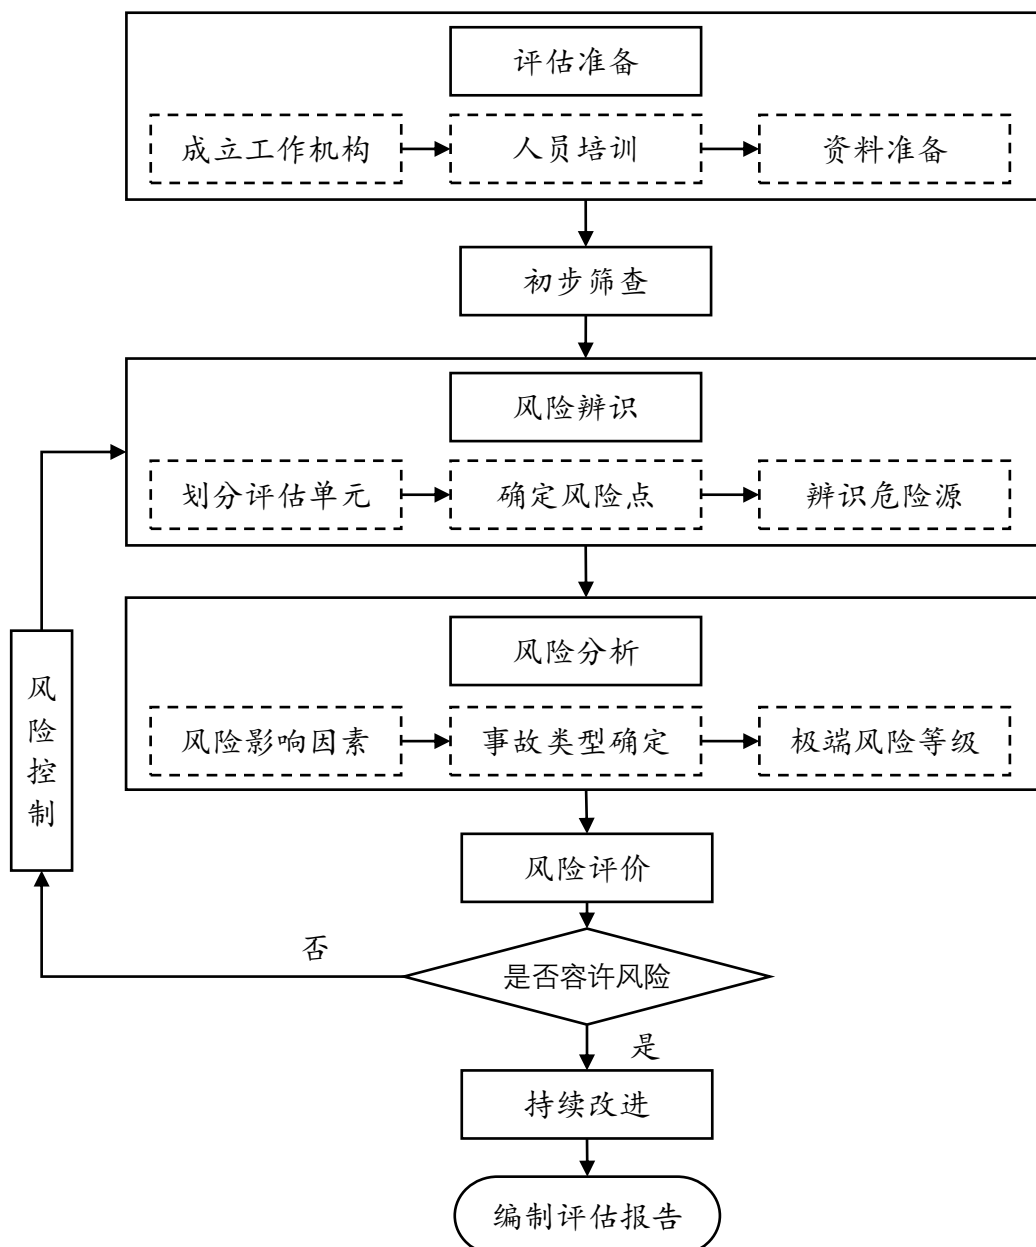 评估准备
成立工作机构
人员培训
资料准备
初步筛查
风险辨识
划分评估单元
确定风险点
辨识危险源
风险分析
风险影响因素
事故类型确定
极端风险等级
风险控制
风险评价
否
是否容许风险
是
持续改进
编制评估报告